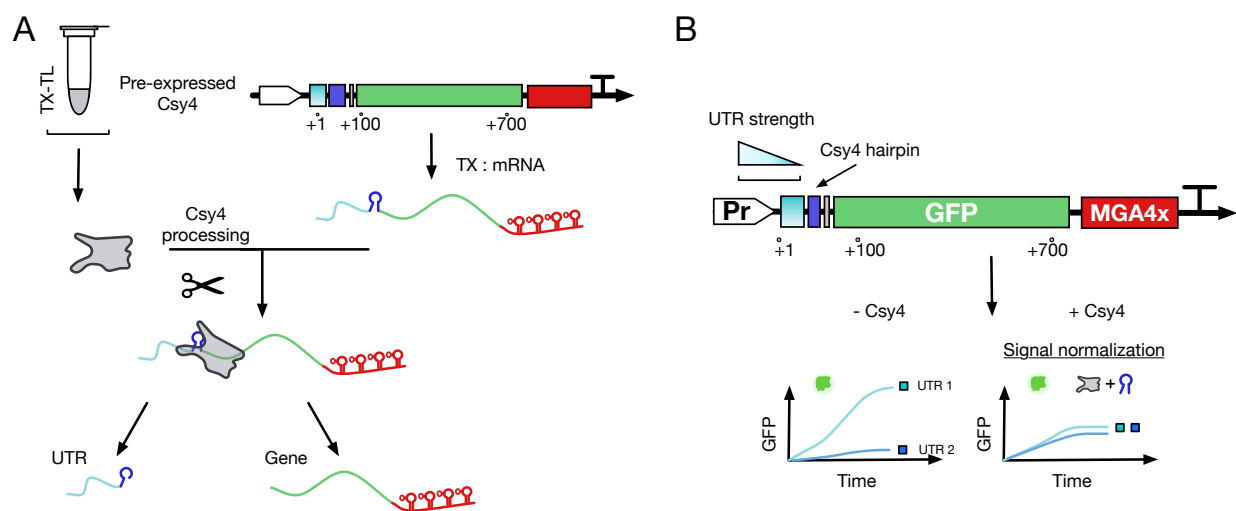 A
TX-TL
Pre-expressed
Csy4
+1
+100
+700
TX : mRNA
Csy4
processing
UTR
Gene
B
UTR strength
Csy4 hairpin
Pr
GFP
MGA4x
+1
+100
+700
- Csy4
+ Csy4
Signal normalization
+
GFP
UTR 1
UTR 2
Time
GFP
Time